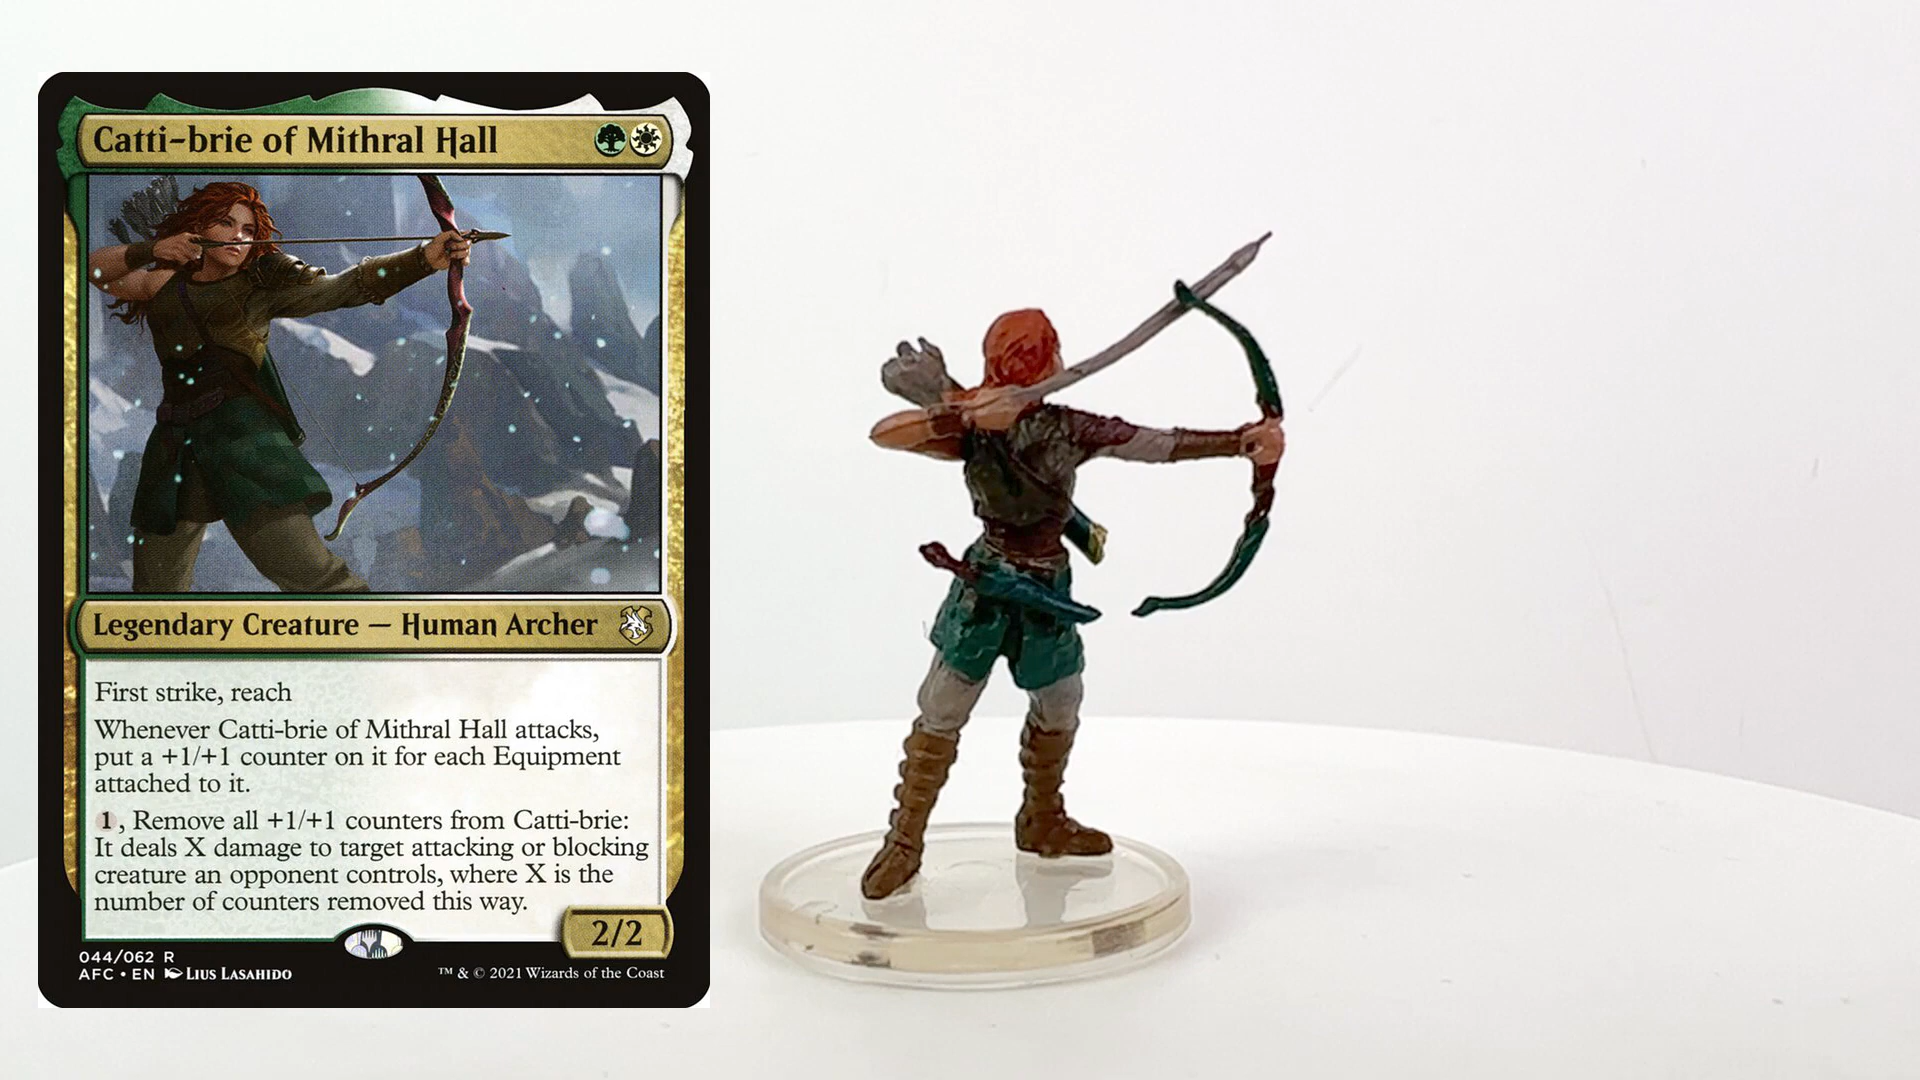 Catti-brie of Mithral Hall
Legendary Creature — Human Archer
First strike, reach
Whenever Catti-brie of Mithral Hall attacks,
put a +1/+1 counter on it for each Equipment
attached to it.
1, Remove all +1/+1 counters from Catti-brie:
It deals X damage to target attacking or blocking
creature an opponent controls, where X is the
number of counters removed this way.
2/2
044/062 R
AFC • EN Lius Lasahido
™ & © 2021 Wizards of the Coast